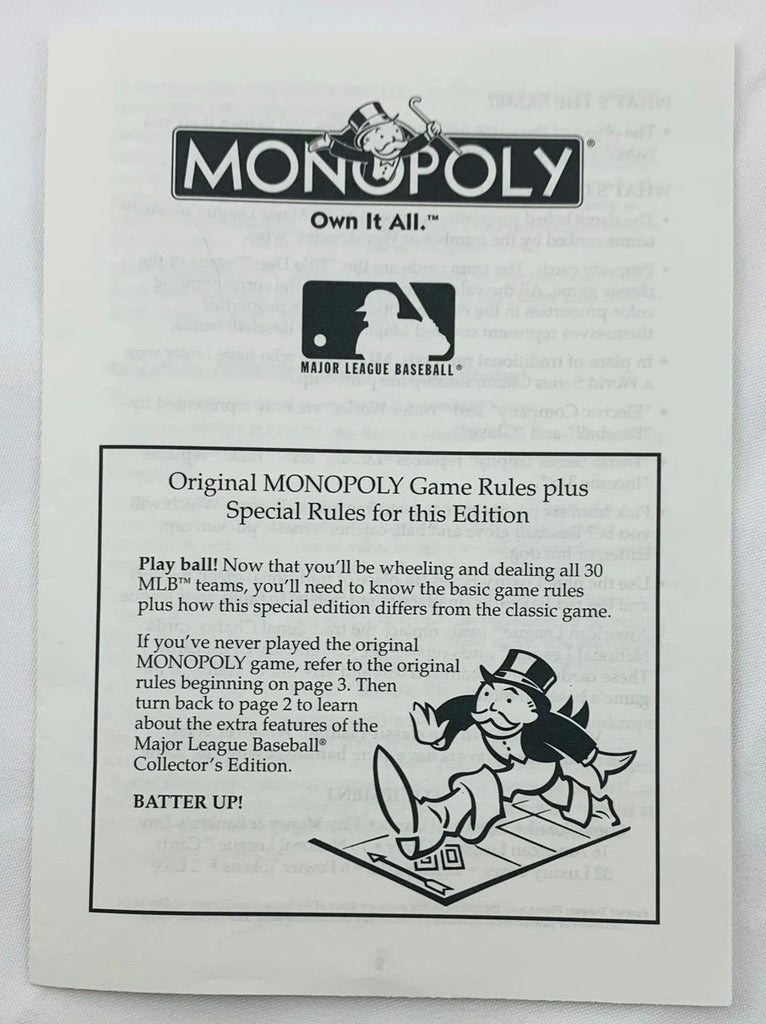 MONOPOLY®
Own It All.™
MAJOR LEAGUE BASEBALL®
Original MONOPOLY Game Rules plus
Special Rules for this Edition
Play ball! Now that you'll be wheeling and dealing all 30
MLB™ teams, you'll need to know the basic game rules
plus how this special edition differs from the classic game.
If you've never played the original
MONOPOLY game, refer to the original
rules beginning on page 3. Then
turn back to page 2 to learn
about the extra features of the
Major League Baseball®
Collector's Edition.
BATTER UP!